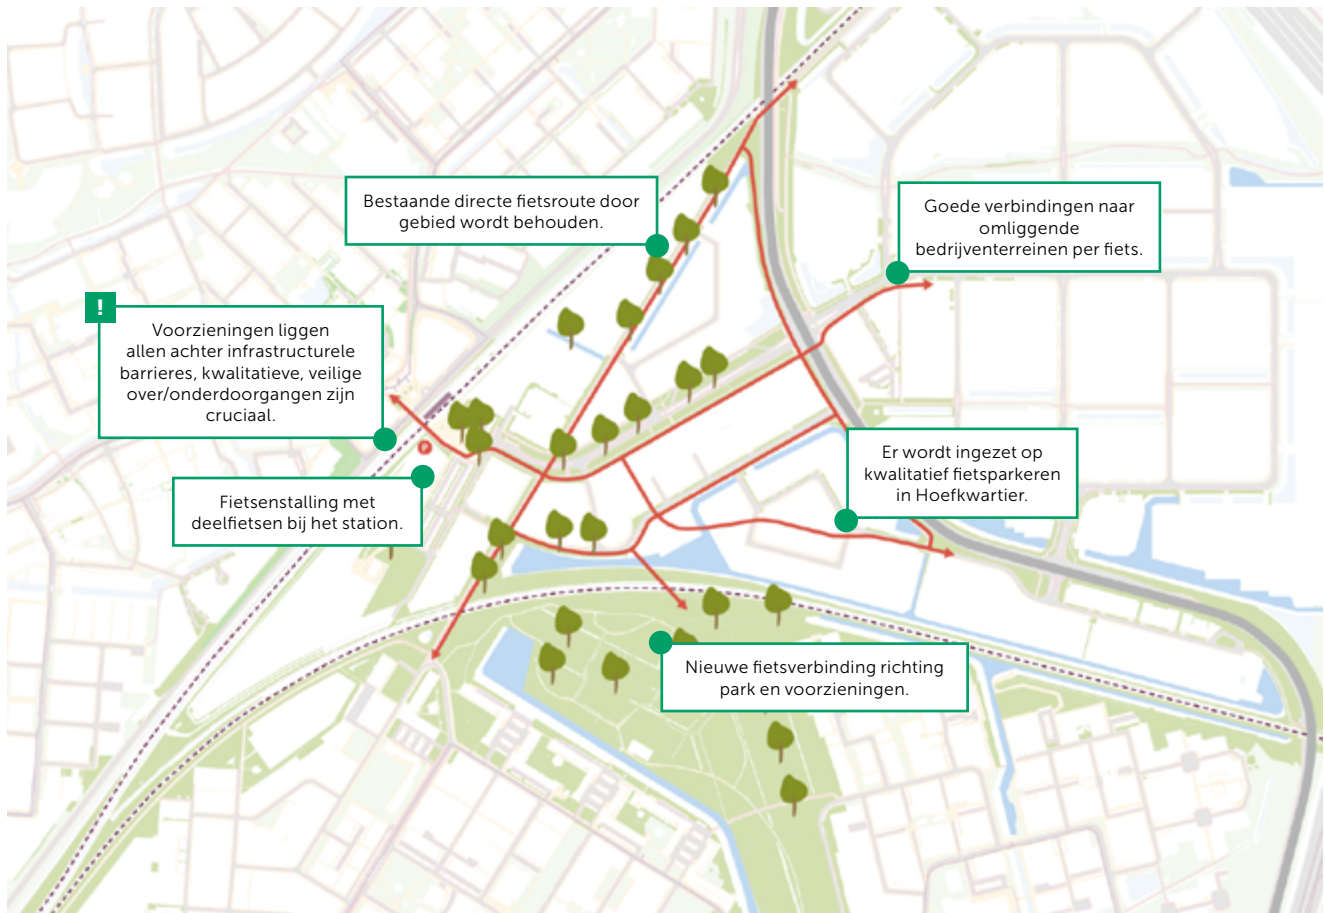 Bestaande directe fietsroute door
gebied wordt behouden.
Goede verbindingen naar
omliggende
bedrijventerreinen per fiets.
!
Voorzieningen liggen
allen achter infrastructurele
barrieres, kwalitatieve, veilige
over/onderdoorgangen zijn
cruciaal.
P
Er wordt ingezet op
kwalitatief fietsparkeren
in Hoefkwartier.
Fietsenstalling met
deelfietsen bij het station.
Nieuwe fietsverbinding richting
park en voorzieningen.